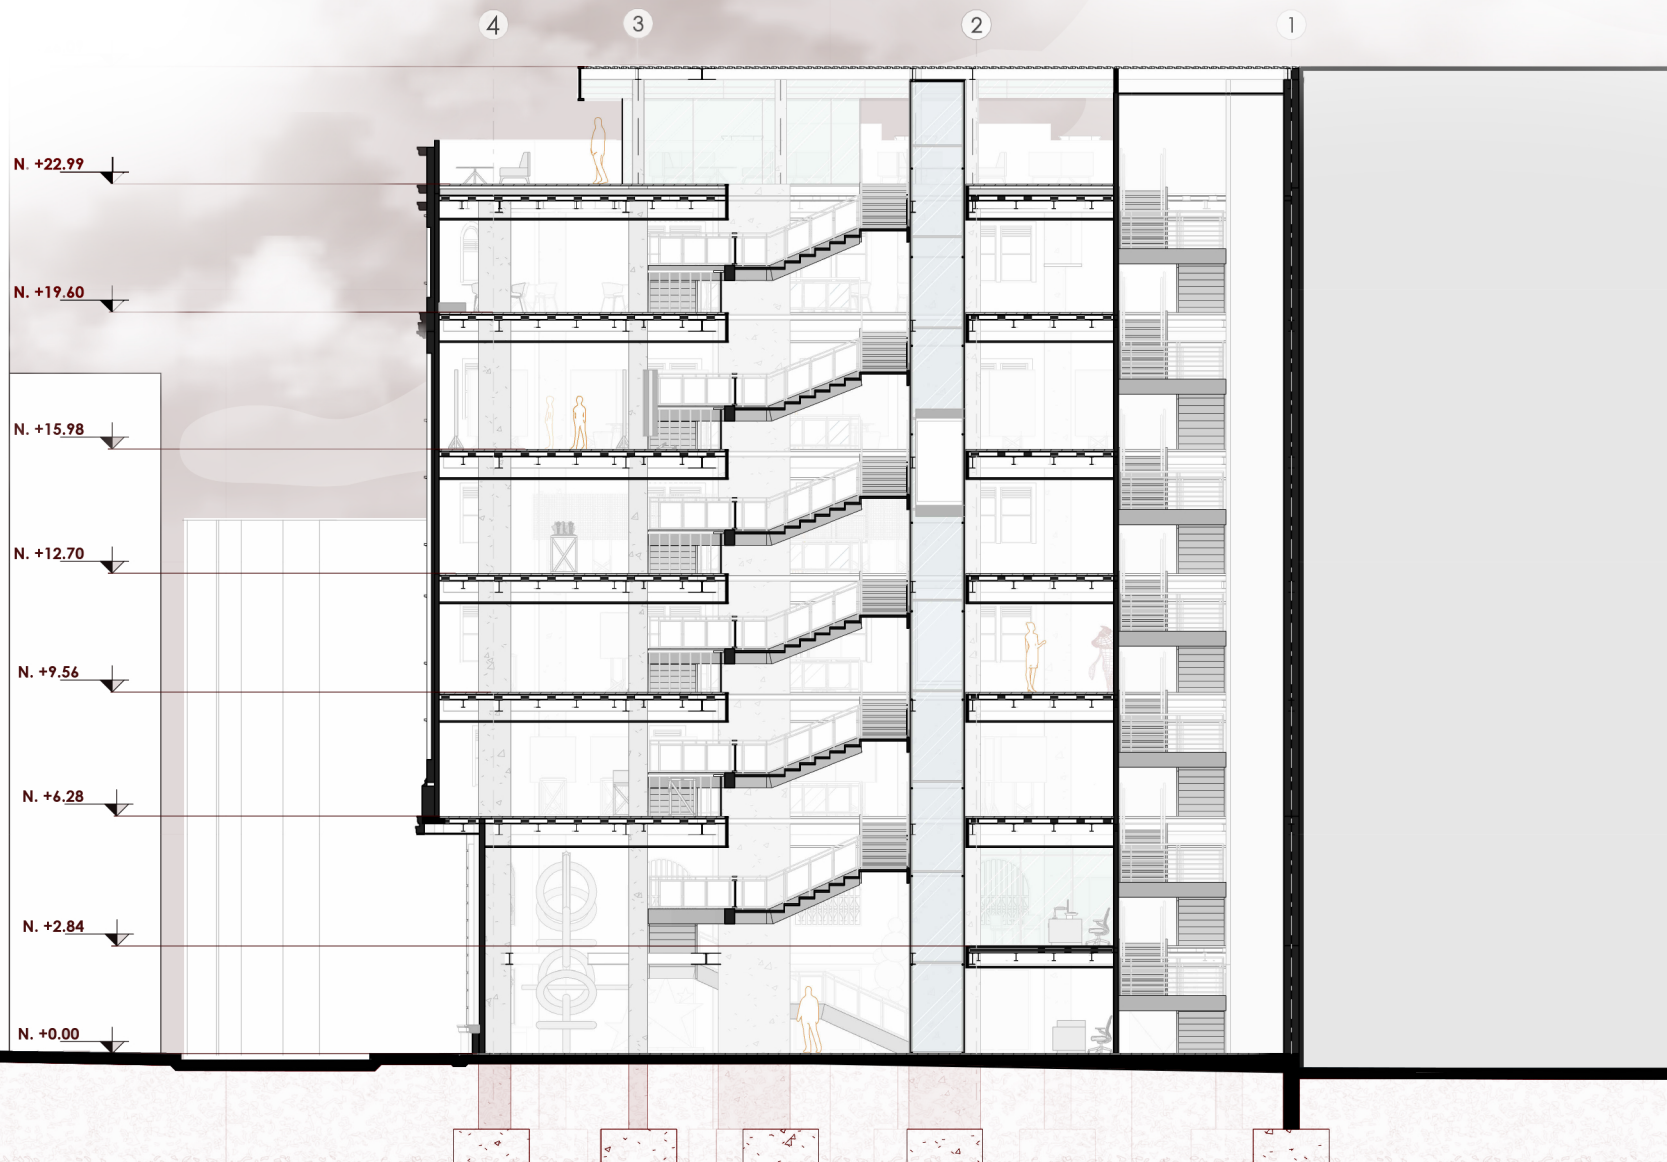 4 3 2 1
N. +22.99
N. +19.60
N. +15.98
N. +12.70
N. +9.56
N. +6.28
N. +2.84
N. +0.00